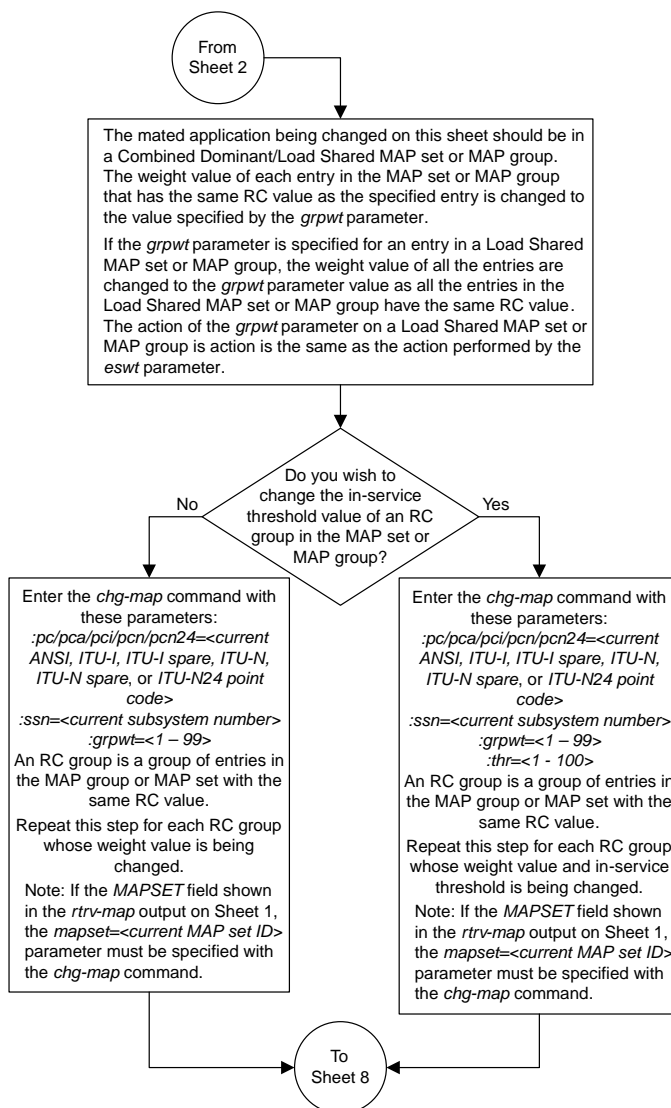 From
Sheet 2
The mated application being changed on this sheet should be in
a Combined Dominant/Load Shared MAP set or MAP group.
The weight value of each entry in the MAP set or MAP group
that has the same RC value as the specified entry is changed to
the value specified by the grpwt parameter.
If the grpwt parameter is specified for an entry in a Load Shared
MAP set or MAP group, the weight value of all the entries are
changed to the grpwt parameter value as all the entries in the
Load Shared MAP set or MAP group have the same RC value.
The action of the grpwt parameter on a Load Shared MAP set or
MAP group is action is the same as the action performed by the
eswt parameter.
Do you wish to
change the in-service
threshold value of an RC
group in the MAP set or
MAP group?
No
Yes
Enter the chg-map command with
these parameters:
:pc/pca/pci/pcn/pcn24=<current
ANSI, ITU-I, ITU-I spare, ITU-N,
ITU-N spare, or ITU-N24 point
code>
:ssn=<current subsystem number>
:grpwt=<1 – 99>
An RC group is a group of entries in
the MAP group or MAP set with the
same RC value.
Repeat this step for each RC group
whose weight value is being
changed.
Note: If the MAPSET field shown
in the rtrv-map output on Sheet 1,
the mapset=<current MAP set ID>
parameter must be specified with
the chg-map command.
Enter the chg-map command with
these parameters:
:pc/pca/pci/pcn/pcn24=<current
ANSI, ITU-I, ITU-I spare, ITU-N,
ITU-N spare, or ITU-N24 point
code>
:ssn=<current subsystem number>
:grpwt=<1 – 99>
:thr=<1 - 100>
An RC group is a group of entries in
the MAP group or MAP set with the
same RC value.
Repeat this step for each RC group
whose weight value and in-service
threshold is being changed.
Note: If the MAPSET field shown
in the rtrv-map output on Sheet 1,
the mapset=<current MAP set ID>
parameter must be specified with
the chg-map command.
To
Sheet 8